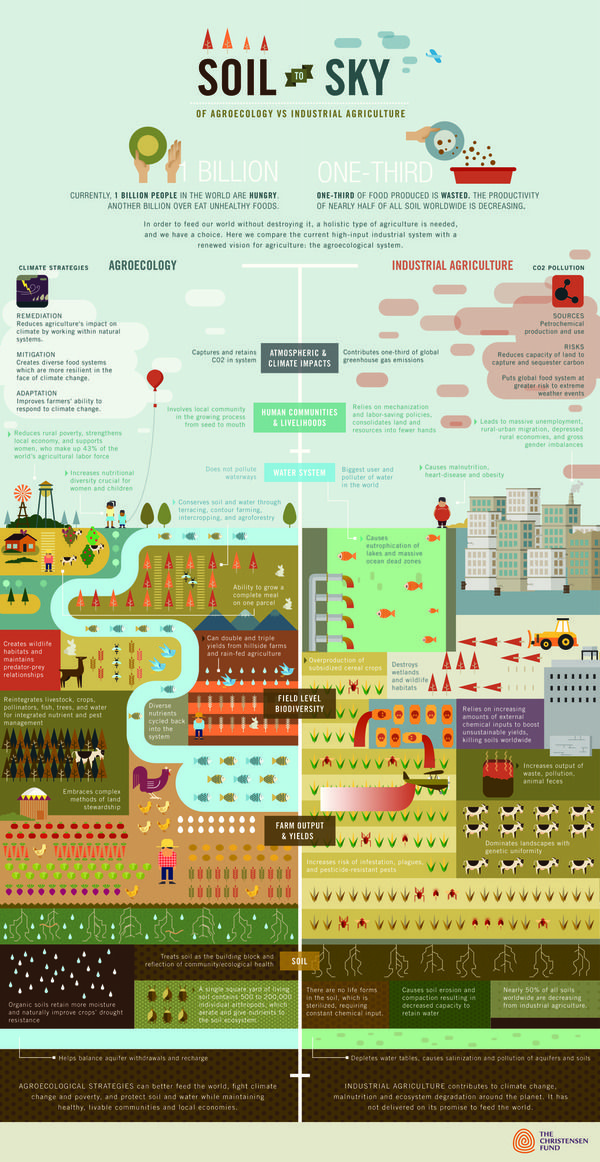 SOIL TO SKY
OF AGROECOLOGY VS INDUSTRIAL AGRICULTURE
1 BILLION
CURRENTLY, 1 BILLION PEOPLE IN THE WORLD ARE HUNGRY.
ANOTHER BILLION OVER EAT UNHEALTHY FOODS.
ONE-THIRD
ONE-THIRD OF FOOD PRODUCED IS WASTED. THE PRODUCTIVITY
OF NEARLY HALF OF ALL SOIL WORLDWIDE IS DECREASING.
In order to feed our world without destroying it, a holistic type of agriculture is needed,
and we have a choice. Here we compare the current high-input industrial system with a
renewed vision for agriculture: the agroecological system.
CLIMATE STRATEGIES
AGROECOLOGY
INDUSTRIAL AGRICULTURE
CO2 POLLUTION
REMEDIATION
Reduces agriculture's impact on
climate by working within natural
systems.
MITIGATION
Creates diverse food systems
which are more resilient in the
face of climate change.
ADAPTATION
Improves farmers' ability to
respond to climate change.
SOURCES
Petrochemical
production and use
RISKS
Reduces capacity of land to
capture and sequester carbon
Puts global food system at
greater risk to extreme
weather events
Captures and retains
CO2 in system
ATMOSPHERIC &
CLIMATE IMPACTS
Contributes one-third of global
greenhouse gas emissions
Involves local community
in the growing process
from seed to mouth
HUMAN COMMUNITIES
& LIVELIHOODS
Relies on mechanization
and labor-saving policies,
consolidates land and
resources into fewer hands
Reduces rural poverty, strengthens
local economy, and supports
women, who make up 43% of the
world's agricultural labor force
Leads to massive unemployment,
rural-urban migration, depressed
rural economies, and gross
gender imbalances
Increases nutritional
diversity crucial for
women and children
Does not pollute
waterways
WATER SYSTEM
Biggest user and
polluter of water
in the world
Causes malnutrition,
heart-disease and obesity
Conserves soil and water through
terracing, contour farming,
intercropping, and agroforestry
Causes
eutrophication of
lakes and massive
ocean dead zones
Ability to grow a
complete meal
on one parcel
Creates wildlife
habitats and
maintains
predator-prey
relationships
Can double and triple
yields from hillside farms
and rain-fed agriculture
Overproduction of
subsidized cereal crops
Destroys
wetlands
and wildlife
habitats
Reintegrates livestock, crops,
pollinators, fish, trees, and water
for integrated nutrient and pest
management
Diverse
nutrients
cycled back
into the
system
FIELD LEVEL
BIODIVERSITY
Relies on increasing
amounts of external
chemical inputs to boost
unsustainable yields,
killing soils worldwide
Increases output of
waste, pollution,
animal feces
Embraces complex
methods of land
stewardship
FARM OUTPUT
& YIELDS
Dominates landscapes with
genetic uniformity
Increases risk of infestation, plagues,
and pesticide-resistant pests
Treats soil as the building block and
reflection of community/ecological health
SOIL
Organic soils retain more moisture
and naturally improve crops' drought
resistance
A single square yard of living
soil contains 500 to 200,000
individual arthropods, which
aerate and give nutrients to
the soil ecosystem.
There are no life forms
in the soil, which is
sterilized, requiring
constant chemical input.
Causes soil erosion and
compaction resulting in
decreased capacity to
retain water
Nearly 50% of all soils
worldwide are decreasing
from industrial agriculture.
Helps balance aquifer withdrawals and recharge
Depletes water tables, causes salinization and pollution of aquifers and soils
AGROECOLOGICAL STRATEGIES can better feed the world, fight climate
change and poverty, and protect soil and water while maintaining
healthy, livable communities and local economies.
INDUSTRIAL AGRICULTURE contributes to climate change,
malnutrition and ecosystem degradation around the planet. It has
not delivered on its promise to feed the world.
THE
CHRISTENSEN
FUND